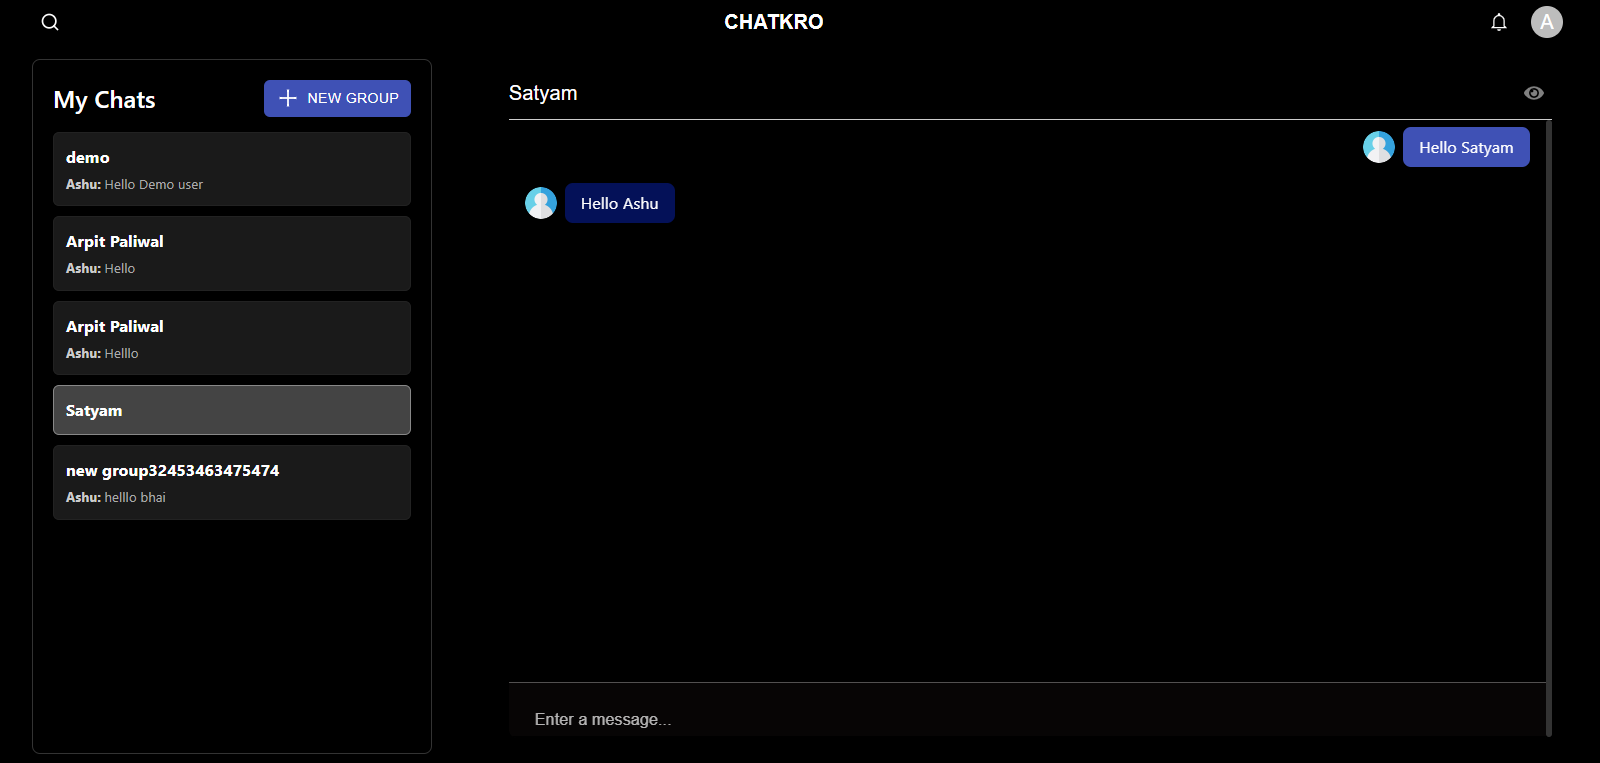 CHATKRO
A
My Chats
NEW GROUP
demo
Ashu: Hello Demo user
Arpit Paliwal
Ashu: Hello
Arpit Paliwal
Ashu: Helllo
Satyam
new group32453463475474
Ashu: helllo bhai
Satyam
Hello Satyam
Hello Ashu
Enter a message...